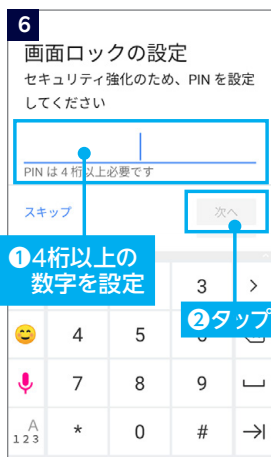 6
画面ロックの設定
セキュリティ強化のため、PIN を設定
してください
PIN は 4 桁以上必要です
スキップ
次へ
❶4桁以上の
数字を設定
3
❷タップ
4 5
7 8 9
A
1 2 3
* 0 #